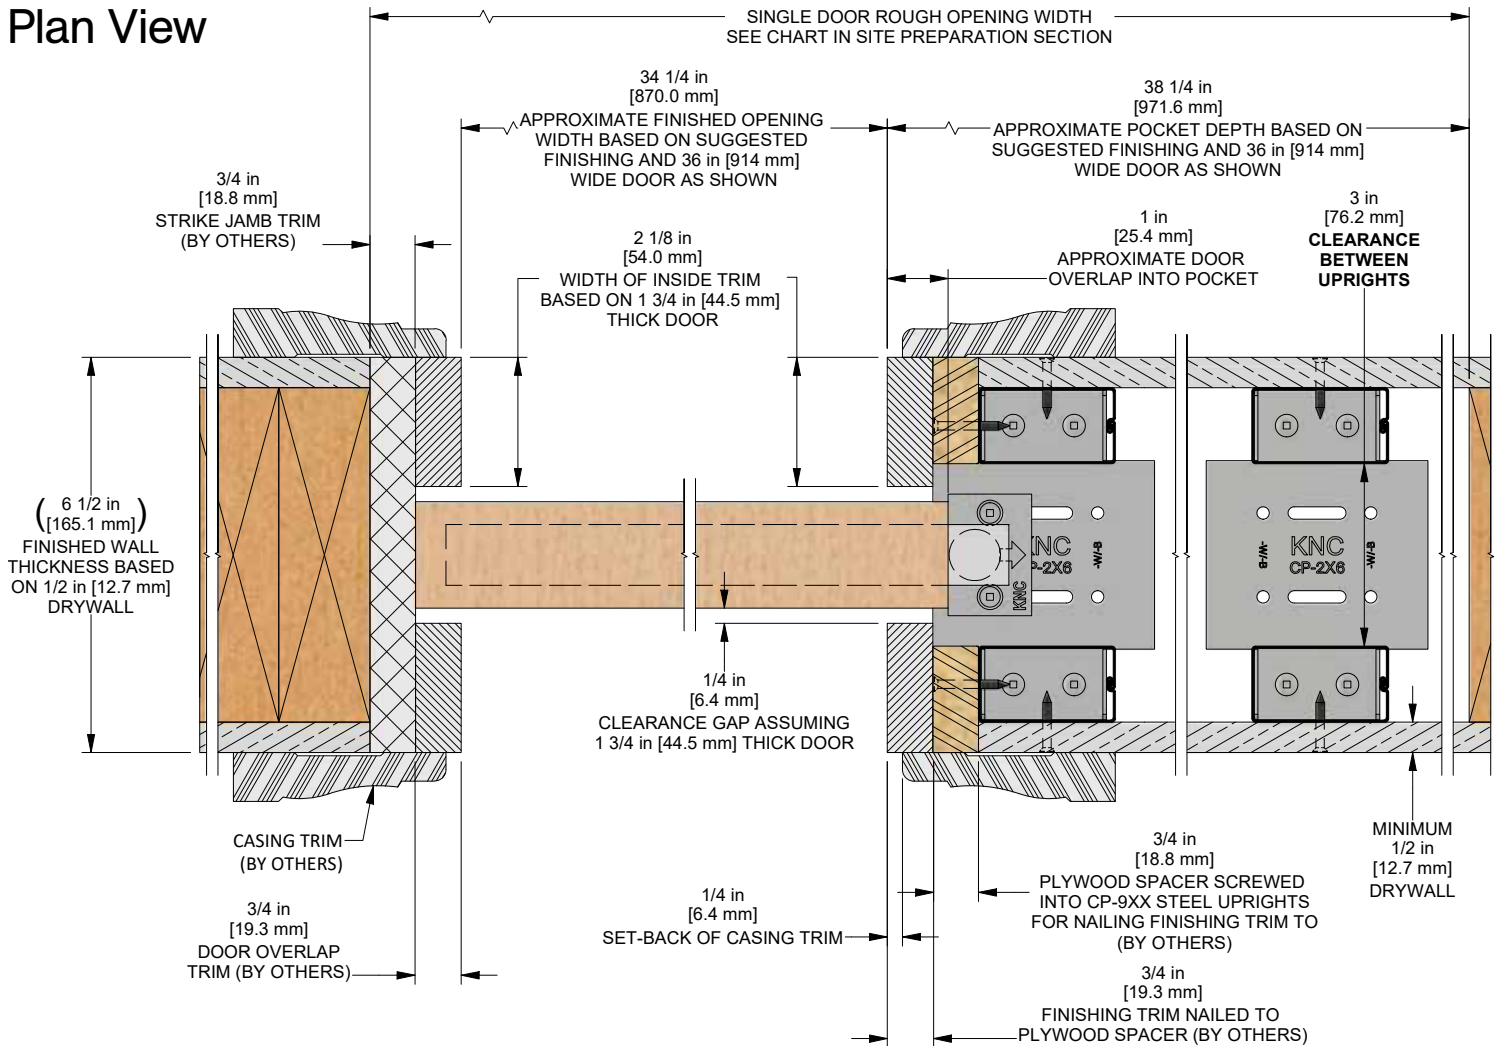 Plan View
SINGLE DOOR ROUGH OPENING WIDTH
SEE CHART IN SITE PREPARATION SECTION
34 1/4 in
[870.0 mm]
APPROXIMATE FINISHED OPENING
WIDTH BASED ON SUGGESTED
FINISHING AND 36 in [914 mm]
WIDE DOOR AS SHOWN
38 1/4 in
[971.6 mm]
APPROXIMATE POCKET DEPTH BASED ON
SUGGESTED FINISHING AND 36 in [914 mm]
WIDE DOOR AS SHOWN
3/4 in
[18.8 mm]
STRIKE JAMB TRIM
(BY OTHERS)
2 1/8 in
[54.0 mm]
WIDTH OF INSIDE TRIM
BASED ON 1 3/4 in [44.5 mm]
THICK DOOR
1 in
[25.4 mm]
APPROXIMATE DOOR
OVERLAP INTO POCKET
3 in
[76.2 mm]
CLEARANCE
BETWEEN
UPRIGHTS
(6 1/2 in
[165.1 mm])
FINISHED WALL
THICKNESS BASED
ON 1/2 in [12.7 mm]
DRYWALL
KNC
KNC
CP-2X6
-W/-B
KNC
CP-2X6
-W/-B
-W/-B
1/4 in
[6.4 mm]
CLEARANCE GAP ASSUMING
1 3/4 in [44.5 mm] THICK DOOR
CASING TRIM
(BY OTHERS)
3/4 in
[19.3 mm]
DOOR OVERLAP
TRIM (BY OTHERS)
1/4 in
[6.4 mm]
SET-BACK OF CASING TRIM
3/4 in
[18.8 mm]
PLYWOOD SPACER SCREWED
INTO CP-9XX STEEL UPRIGHTS
FOR NAILING FINISHING TRIM TO
(BY OTHERS)
MINIMUM
1/2 in
[12.7 mm]
DRYWALL
3/4 in
[19.3 mm]
FINISHING TRIM NAILED TO
PLYWOOD SPACER (BY OTHERS)